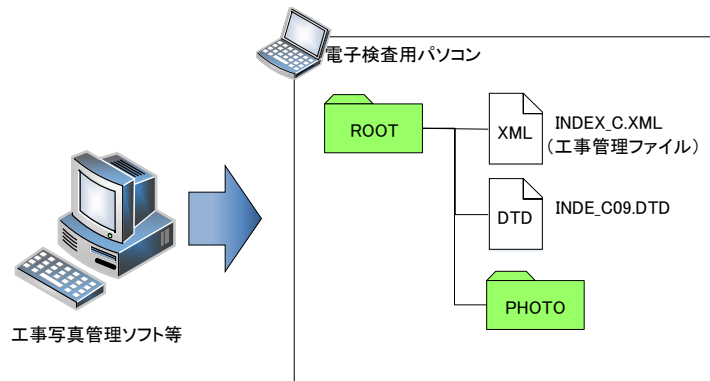 電子検査用パソコン
ROOT
XML
INDEX_C.XML
（工事管理ファイル）
DTD
INDE_C09.DTD
PHOTO
工事写真管理ソフト等